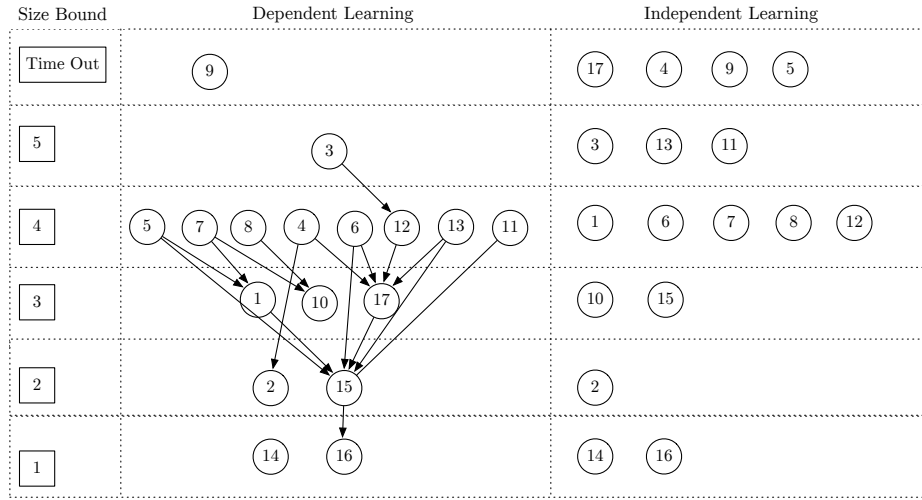 Size Bound Dependent Learning Independent Learning
Time Out 9 17 4 9 5
5 3 3 13 11
4 5 7 8 4 6 12 13 11 1 6 7 8 12
3 1 10 17 10 15
2 2 15 2
1 14 16 14 16